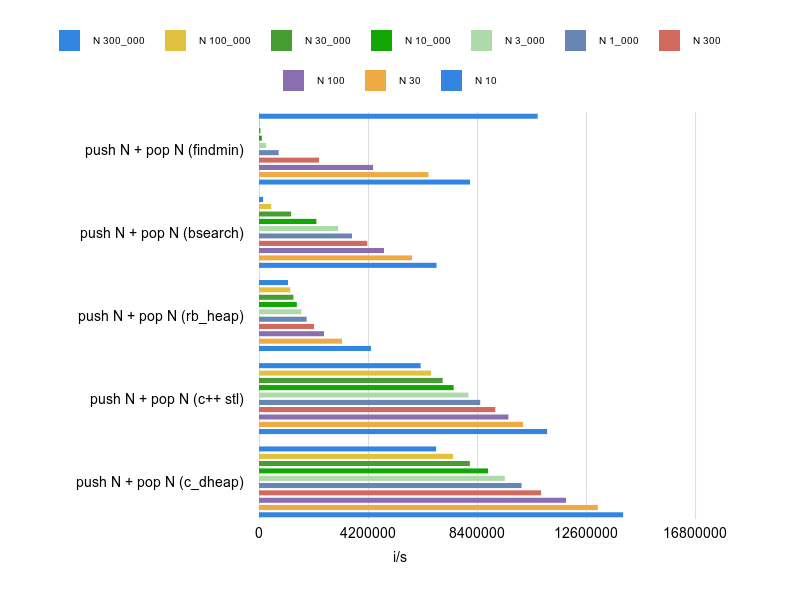 N 300_000 N 100_000 N 30_000 N 10_000 N 3_000 N 1_000 N 300
N 100 N 30 N 10
push N + pop N (findmin)
push N + pop N (bsearch)
push N + pop N (rb_heap)
push N + pop N (c++ stl)
push N + pop N (c_dheap)
0 4200000 8400000 12600000 16800000
i/s